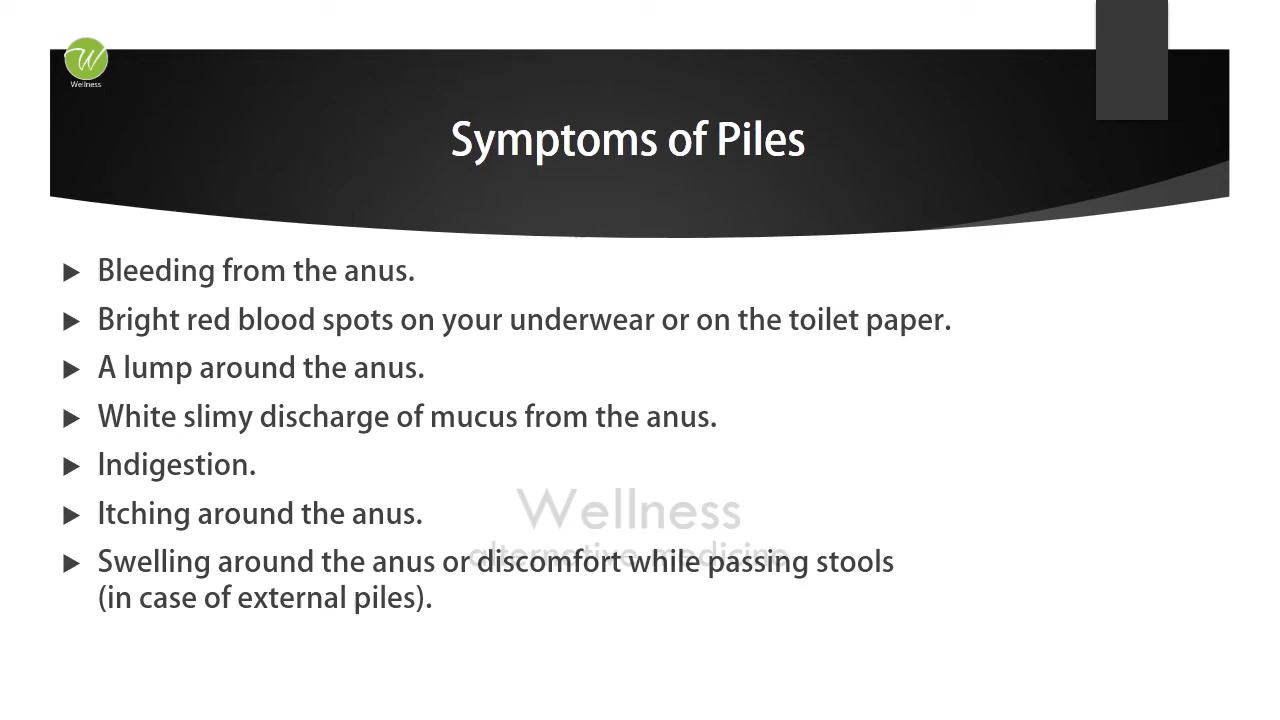 W
Wellness
Symptoms of Piles
Bleeding from the anus.
Bright red blood spots on your underwear or on the toilet paper.
A lump around the anus.
White slimy discharge of mucus from the anus.
Indigestion.
Itching around the anus.
Wellness
alternative medicine
Swelling around the anus or discomfort while passing stools
(in case of external piles).